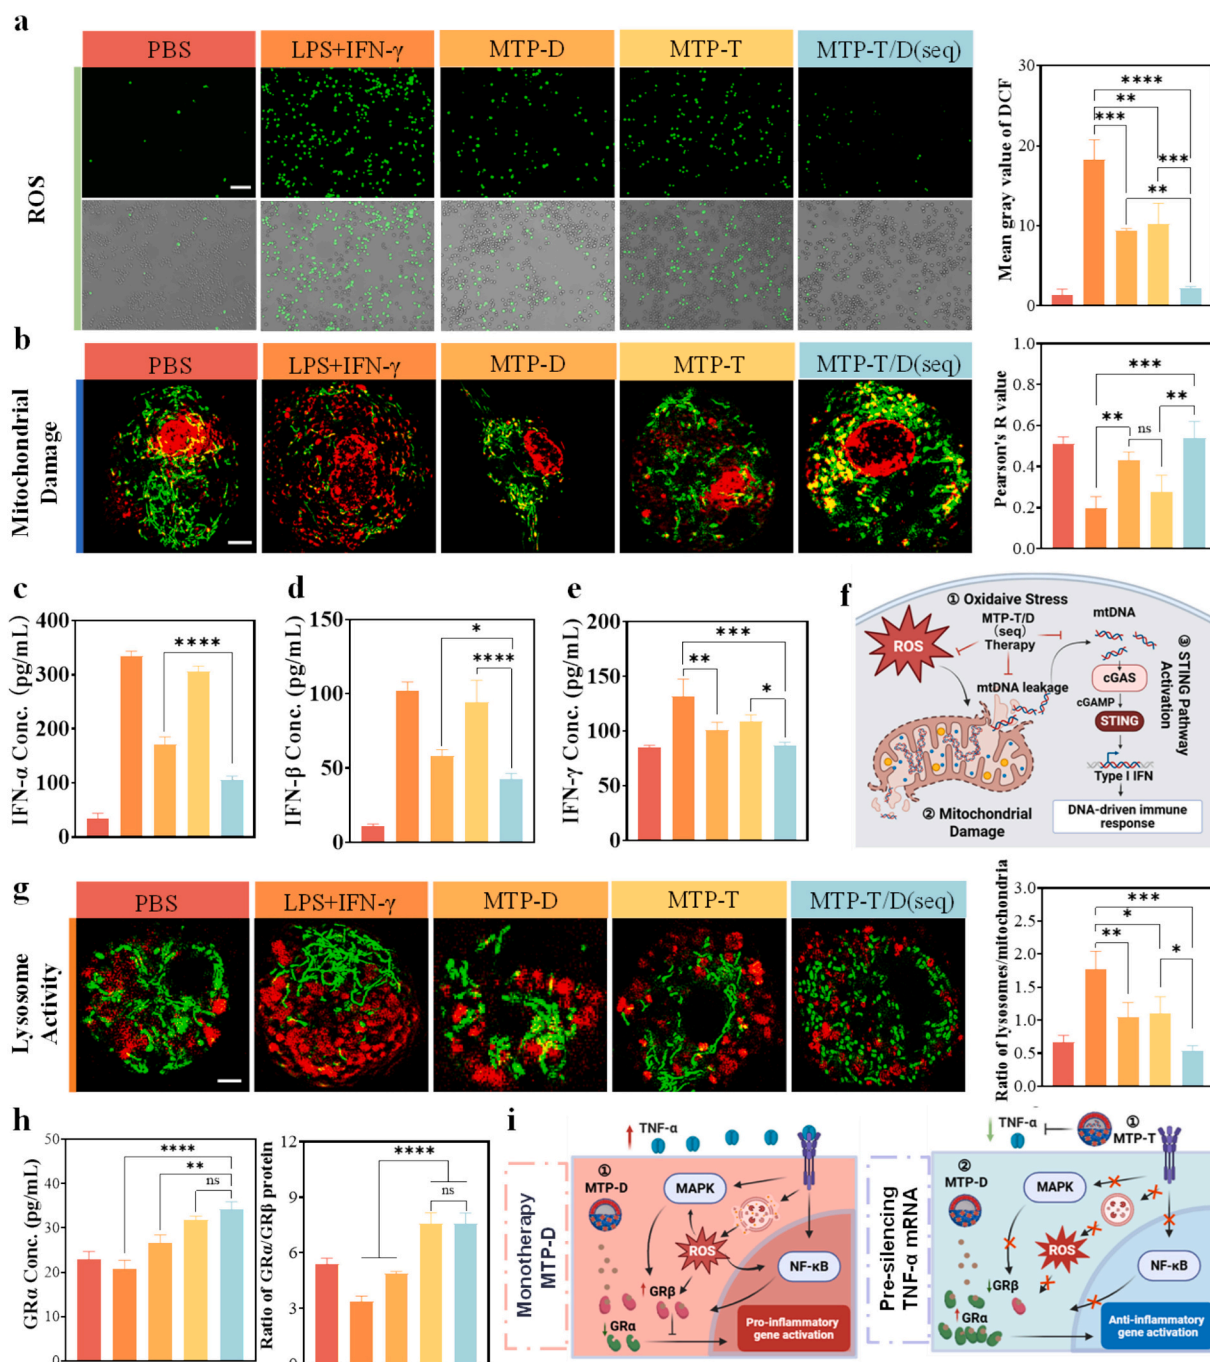 a
PBS
LPS+IFN-γ
MTP-D
MTP-T
MTP-T/D(seq)
ROS
Mean gray value of DCF
30
20
10
0
****
**
***
***
**
b
PBS
LPS+IFN-γ
MTP-D
MTP-T
MTP-T/D(seq)
Mitochondrial
Damage
Pearson's R value
1.0
0.8
0.6
0.4
0.2
0.0
***
**
ns
**
c
IFN-α Conc. (pg/mL)
400
300
200
100
0
****
d
IFN-β Conc. (pg/mL)
150
100
50
0
*
****
e
IFN-γ Conc. (pg/mL)
200
150
100
50
0
***
**
*
f
① Oxidaive Stress
MTP-T/D
(seq)
Therapy
mtDNA
ROS
mtDNA leakage
cGAS
cGAMP
STING
Type I IFN
③ STING Pathway
Activation
② Mitochondrial
Damage
DNA-driven immune
response
g
PBS
LPS+IFN-γ
MTP-D
MTP-T
MTP-T/D(seq)
Lysosome
Activity
Ratio of lysosomes/mitochondria
3.0
2.5
2.0
1.5
1.0
0.5
0.0
***
*
**
*
h
GRα Conc. (pg/mL)
50
40
30
20
10
0
****
**
ns
Ratio of GRα/GRβ protein
12
9
6
3
0
****
ns
i
Monotherapy
MTP-D
TNF-α
①
MTP-D
MAPK
ROS
NF-κB
GRβ
GRα
Pro-inflammatory
gene activation
Pre-silencing
TNF-α mRNA
TNF-α
①
MTP-T
②
MTP-D
MAPK
ROS
NF-κB
GRβ
GRα
Anti-inflammatory
gene activation